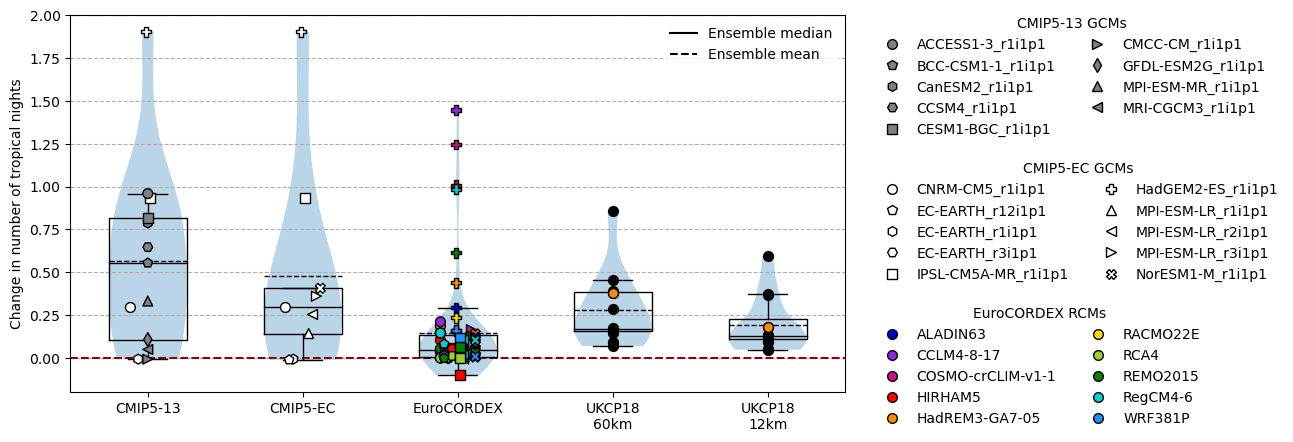 Change in number of tropical nights
2.00
1.75
1.50
1.25
1.00
0.75
0.50
0.25
0.00
Ensemble median
Ensemble mean
CMIP5-13
CMIP5-EC
EuroCORDEX
UKCP18
60km
UKCP18
12km
CMIP5-13 GCMs
ACCESS1-3_r1i1p1
BCC-CSM1-1_r1i1p1
CanESM2_r1i1p1
CCSM4_r1i1p1
CESM1-BGC_r1i1p1
CMCC-CM_r1i1p1
GFDL-ESM2G_r1i1p1
MPI-ESM-MR_r1i1p1
MRI-CGCM3_r1i1p1
CMIP5-EC GCMs
CNRM-CM5_r1i1p1
EC-EARTH_r12i1p1
EC-EARTH_r1i1p1
EC-EARTH_r3i1p1
IPSL-CM5A-MR_r1i1p1
HadGEM2-ES_r1i1p1
MPI-ESM-LR_r1i1p1
MPI-ESM-LR_r2i1p1
MPI-ESM-LR_r3i1p1
NorESM1-M_r1i1p1
EuroCORDEX RCMs
ALADIN63
CCLM4-8-17
COSMO-crCLIM-v1-1
HIRHAM5
HadREM3-GA7-05
RACMO22E
RCA4
REMO2015
RegCM4-6
WRF381P